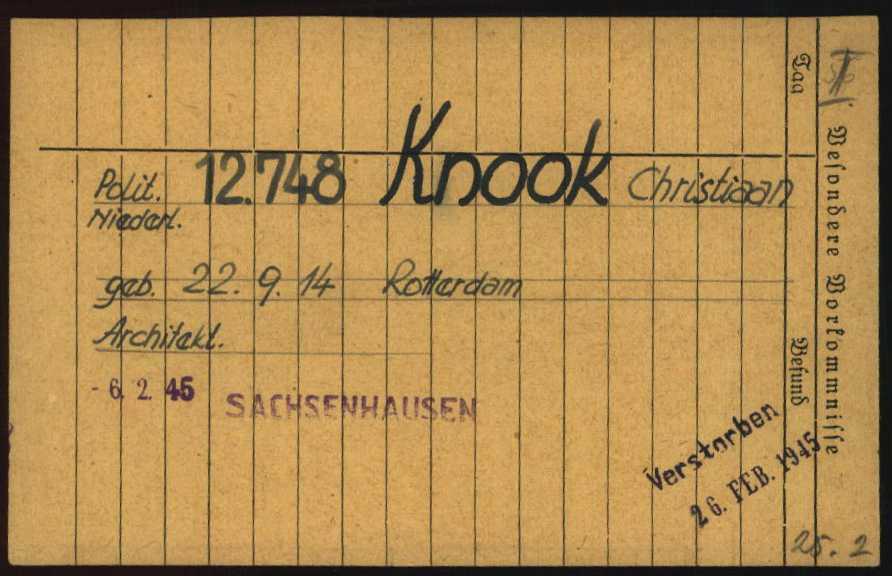 Polit. 12.748 Knook Christiaan
Niederl.
geb. 22. 9. 14 Rotterdam
Architekt.
- 6. 2. 45 SACHSENHAUSEN
Verstorben
26. FEB. 1945
25. 2
Tag
Befund
Besondere Vorkommnisse